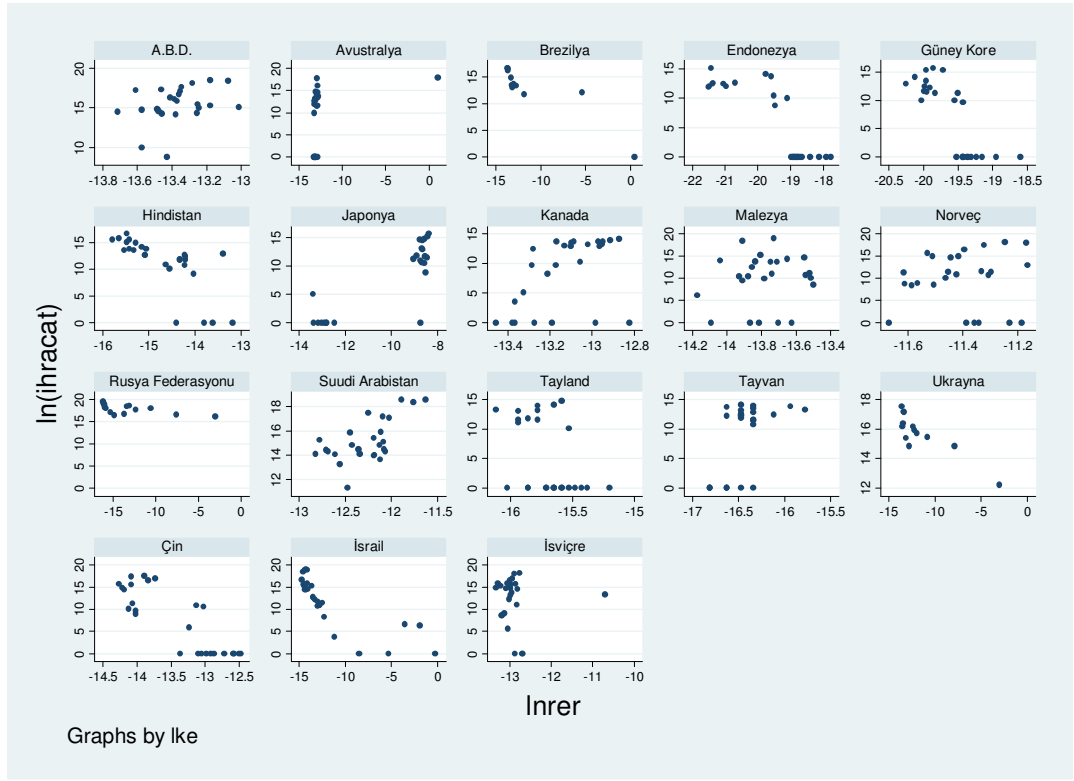 A.B.D. Avustralya Brezilya Endonezya Güney Kore
10 15 20
-13.8 -13.6 -13.4 -13.2 -13
0 5 10 15 20
-15 -10 -5 0
0 5 10 15
-15 -10 -5 0
0 5 10 15
-22 -21 -20 -19 -18
0 5 10 15
-20.5 -20 -19.5 -19 -18.5
Hindistan Japonya Kanada Malezya Norveç
0 5 10 15
-16 -15 -14 -13
0 5 10 15
-14 -12 -10 -8
0 5 10 15
-13.4 -13.2 -13 -12.8
0 5 10 15 20
-14.2 -14 -13.8 -13.6 -13.4
0 5 10 15 20
-11.6 -11.4 -11.2
Rusya Federasyonu Suudi Arabistan Tayland Tayvan Ukrayna
0 5 10 15 20
-15 -10 -5 0
12 14 16 18
-13 -12.5 -12 -11.5
0 5 10 15
-16 -15.5 -15
0 5 10 15
-17 -16.5 -16 -15.5
12 14 16 18
-15 -10 -5 0
Çin İsrail İsviçre
0 5 10 15 20
-14.5 -14 -13.5 -13 -12.5
0 5 10 15 20
-15 -10 -5 0
0 5 10 15 20
-13 -12 -11 -10
ln(ihracat)
lnrer
Graphs by lke